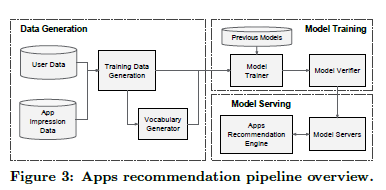 Data Generation
User Data
App
Impression
Data
Training Data
Generation
Vocabulary
Generator
Model Training
Previous Models
Model
Trainer
Model Verifier
Model Serving
Apps
Recommendation
Engine
Model Servers
Figure 3: Apps recommendation pipeline overview.